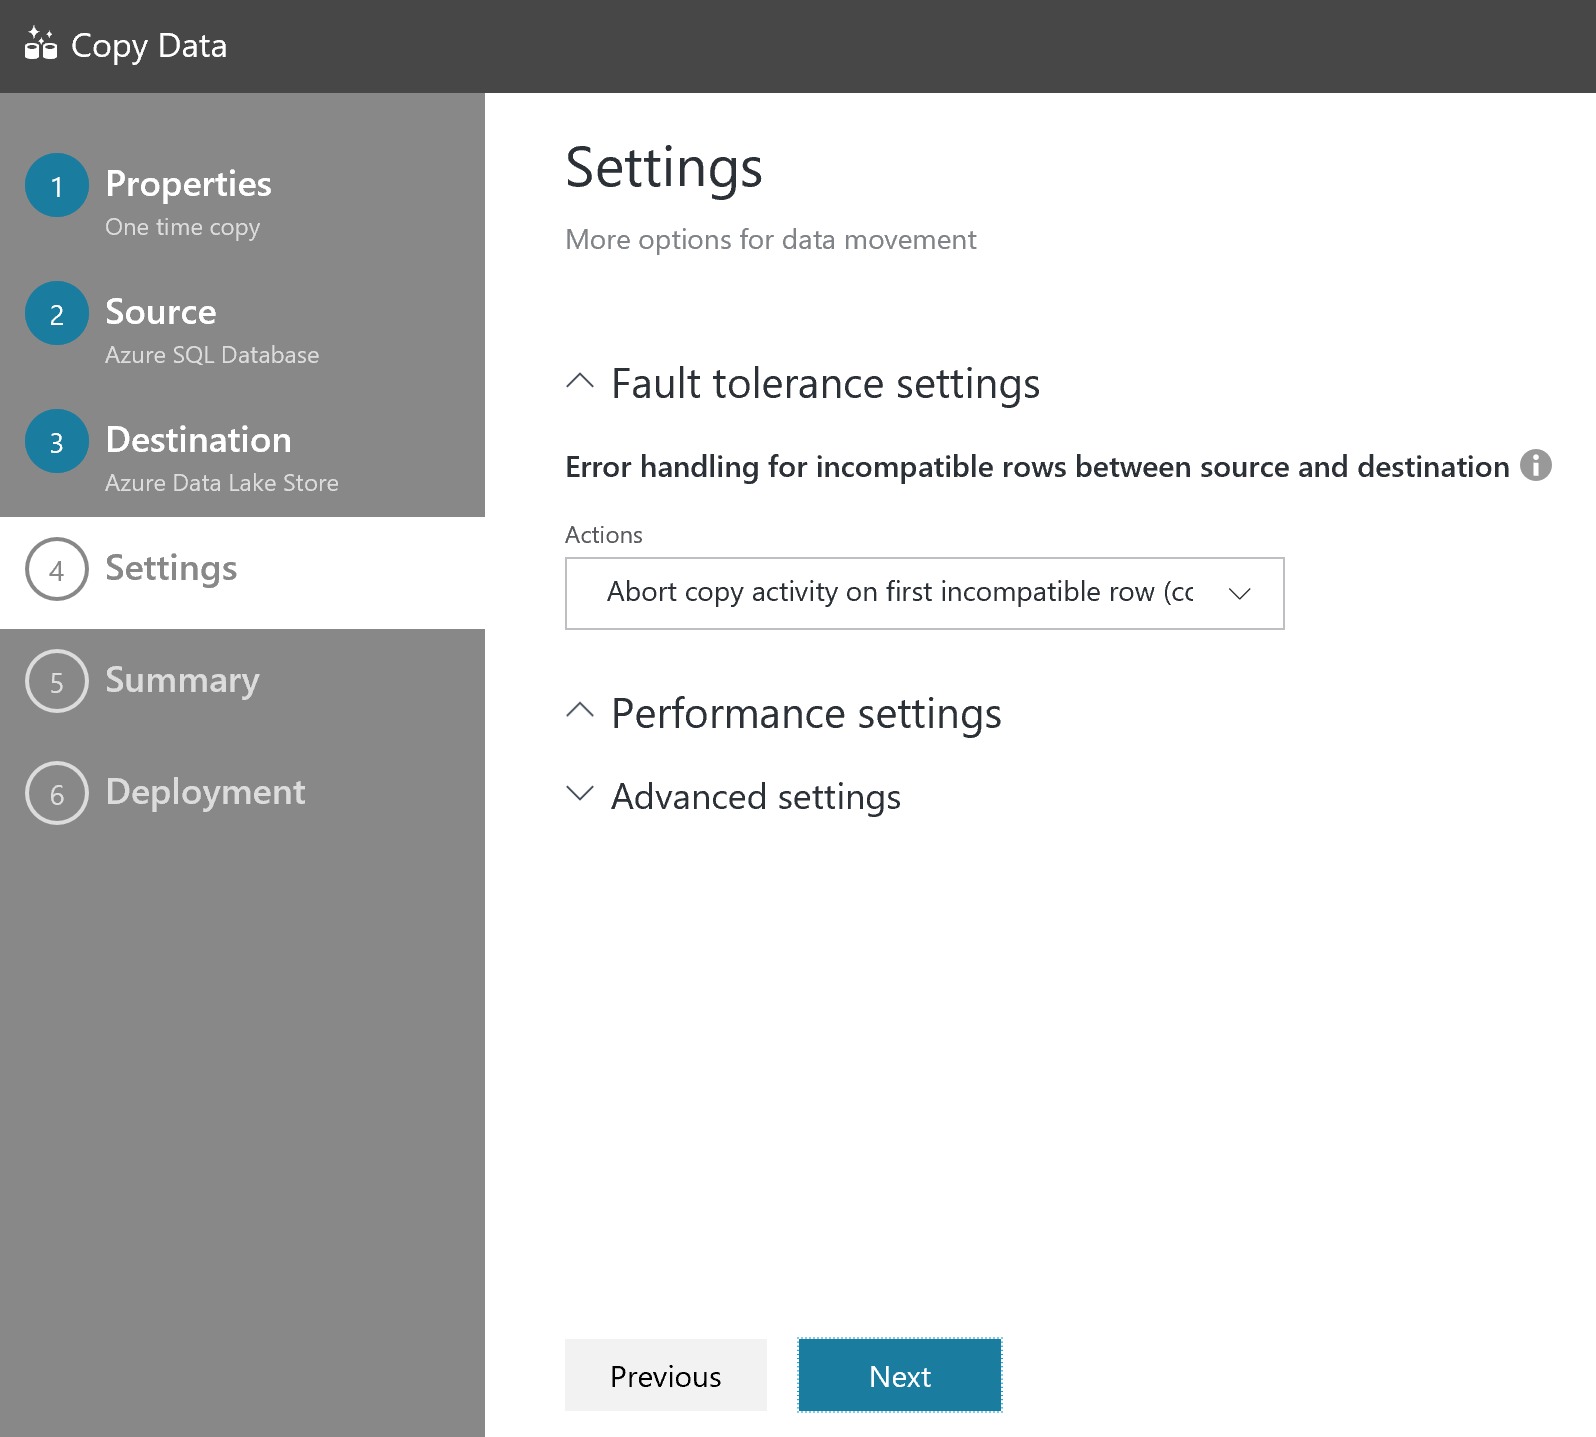 Copy Data
1
Properties
One time copy
2
Source
Azure SQL Database
3
Destination
Azure Data Lake Store
4
Settings
5
Summary
6
Deployment
Settings
More options for data movement
Fault tolerance settings
Error handling for incompatible rows between source and destination
Actions
Abort copy activity on first incompatible row (cc
Performance settings
Advanced settings
Previous
Next